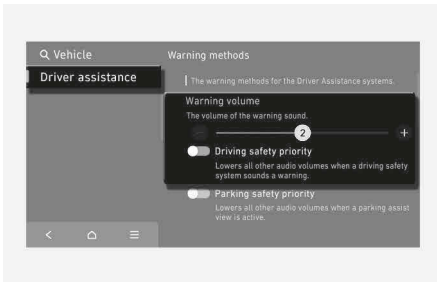 Vehicle
Warning methods
Driver assistance
The warning methods for the Driver Assistance systems.
Warning volume
The volume of the warning sound.
2
Driving safety priority
Lowers all other audio volumes when a driving safety
system sounds a warning.
Parking safety priority
Lowers all other audio volumes when a parking assist
view is active.